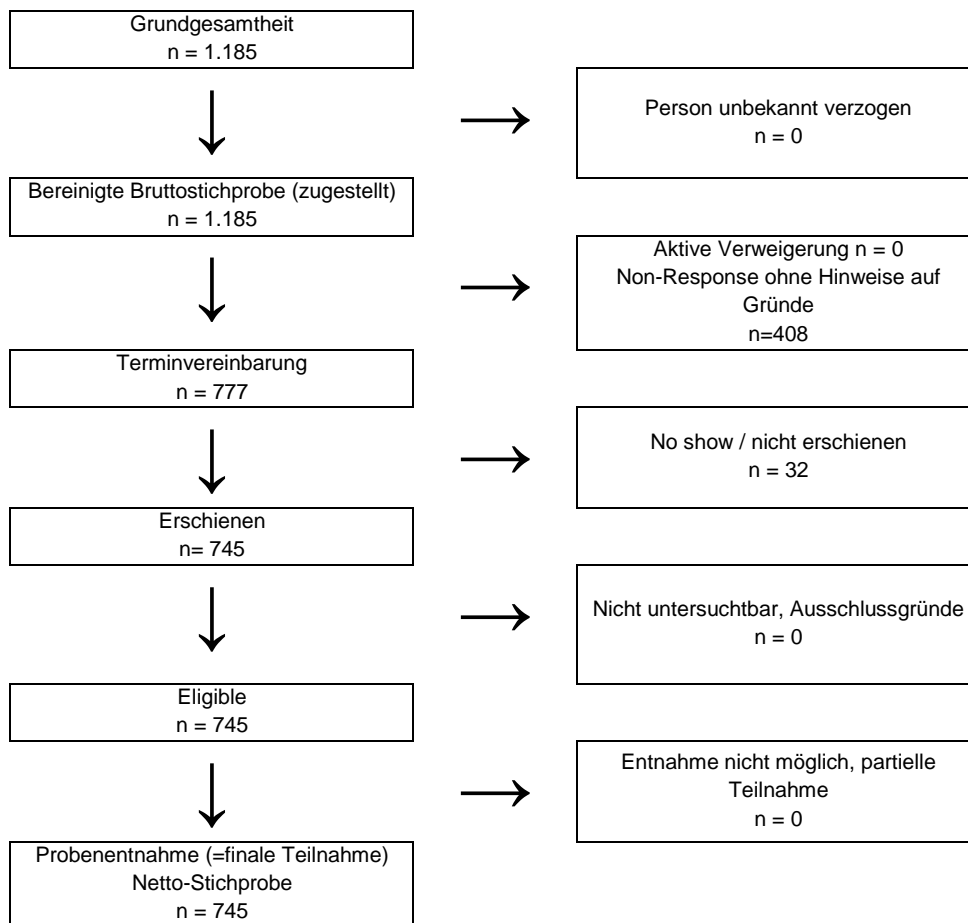 Grundgesamtheit
n = 1.185
Person unbekannt verzogen
n = 0
Bereinigte Bruttostichprobe (zugestellt)
n = 1.185
Aktive Verweigerung n = 0
Non-Response ohne Hinweise auf
Gründe
n=408
Terminvereinbarung
n = 777
No show / nicht erschienen
n = 32
Erschienen
n= 745
Nicht untersuchtbar, Ausschlussgründe
n = 0
Eligible
n = 745
Entnahme nicht möglich, partielle
Teilnahme
n = 0
Probenentnahme (=finale Teilnahme)
Netto-Stichprobe
n = 745